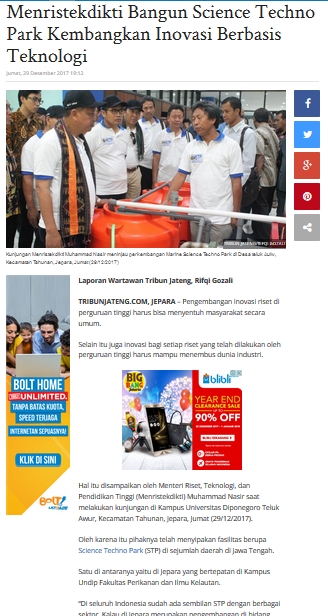 Menristekdikti Bangun Science Techno
Park Kembangkan Inovasi Berbasis
Teknologi
Jumat, 29 Desember 2017 19:12
TRIBUN JATENG/RIFQI GOZALI
Kunjungan Menristekdikti Muhammad Nasir meninjau perkembangan Marine Science Techno Park di Desa teluk Juliv,
Kecamatan Tahunan, Jepara, Jumat (29/12/2017)
Laporan Wartawan Tribun Jateng, Rifqi Gozali
TRIBUNJATENG.COM, JEPARA – Pengembangan inovasi riset di
perguruan tinggi harus bisa menyentuh masyarakat secara
umum.
Selain itu juga inovasi bagi setiap riset yang telah dilakukan oleh
perguruan tinggi harus mampu menembus dunia industri.
BOLT HOME
UNLIMITED.
TANPA BATAS KUOTA,
SPEED TERJAGA
INTERNETAN SEPUASNYA!
KLIK DI SINI
BOLT!
BIG
BANG
Jakarta
blibli
YEAR END
CLEARANCE SALE
UP TO
90% OFF
Hal itu disampaikan oleh Menteri Riset, Teknologi, dan
Pendidikan Tinggi (Menristekdikti) Muhammad Nasir saat
melakukan kunjungan di Kampus Universitas Diponegoro Teluk
Awur, Kecamatan Tahunan, Jepara, Jumat (29/12/2017).
Oleh karena itu pihaknya telah menyiapkan fasilitas berupa
Science Techno Park (STP) di sejumlah daerah di Jawa Tengah.
Satu di antaranya yaitu di Jepara yang bertepatan di Kampus
Undip Fakultas Perikanan dan Ilmu Kelautan.
"Di seluruh Indonesia sudah ada sembilan STP dengan berbagai
sektor. Kalau di Jepara merupakan pengembangan di bidang